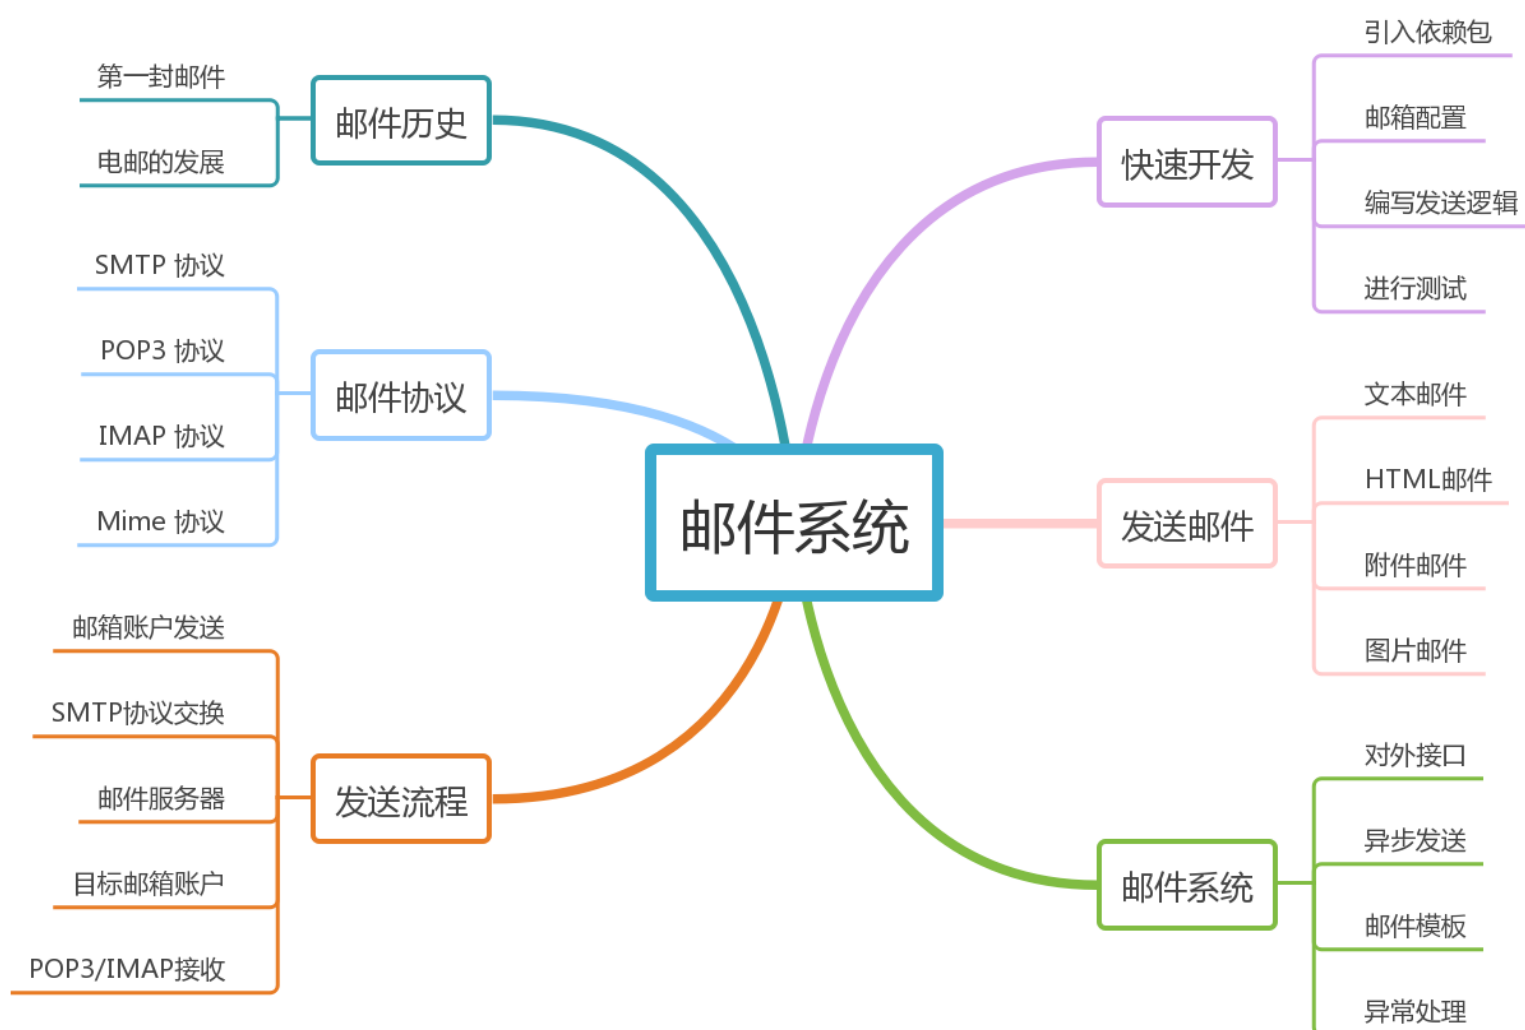 邮件系统
邮件历史
第一封邮件
电邮的发展
邮件协议
SMTP 协议
POP3 协议
IMAP 协议
Mime 协议
发送流程
邮箱账户发送
SMTP协议交换
邮件服务器
目标邮箱账户
POP3/IMAP接收
快速开发
引入依赖包
邮箱配置
编写发送逻辑
进行测试
发送邮件
文本邮件
HTML邮件
附件邮件
图片邮件
邮件系统
对外接口
异步发送
邮件模板
异常处理